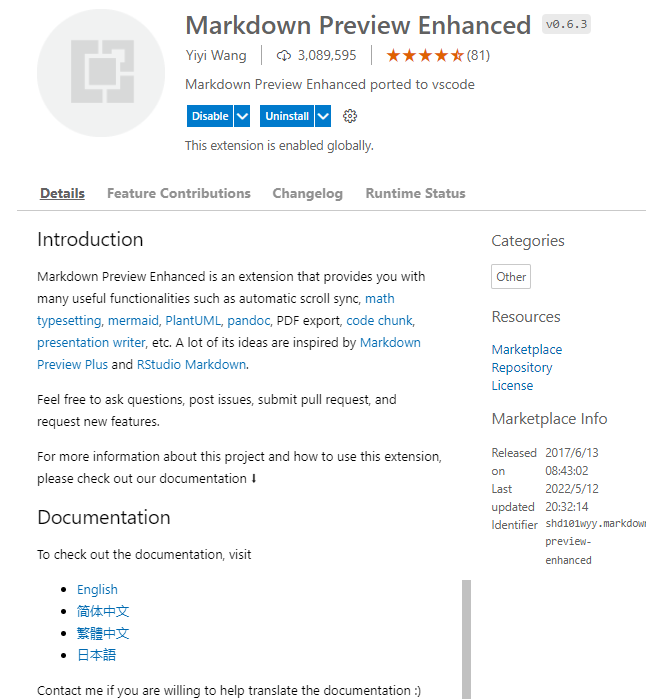 Markdown Preview Enhanced v0.6.3
Yiyi Wang 3,089,595 (81)
Markdown Preview Enhanced ported to vscode
Disable Uninstall
This extension is enabled globally.
Details Feature Contributions Changelog Runtime Status
Introduction
Markdown Preview Enhanced is an extension that provides you with
many useful functionalities such as automatic scroll sync, math
typesetting, mermaid, PlantUML, pandoc, PDF export, code chunk,
presentation writer, etc. A lot of its ideas are inspired by Markdown
Preview Plus and RStudio Markdown.
Feel free to ask questions, post issues, submit pull request, and
request new features.
For more information about this project and how to use this extension,
please check out our documentation ⬇
Documentation
To check out the documentation, visit
English
简体中文
繁體中文
日本語
Contact me if you are willing to help translate the documentation :)
Categories
Other
Resources
Marketplace
Repository
License
Marketplace Info
Released 2017/6/13
on 08:43:02
Last 2022/5/12
updated 20:32:14
Identifier shd101wyy.markdown
preview-
enhanced